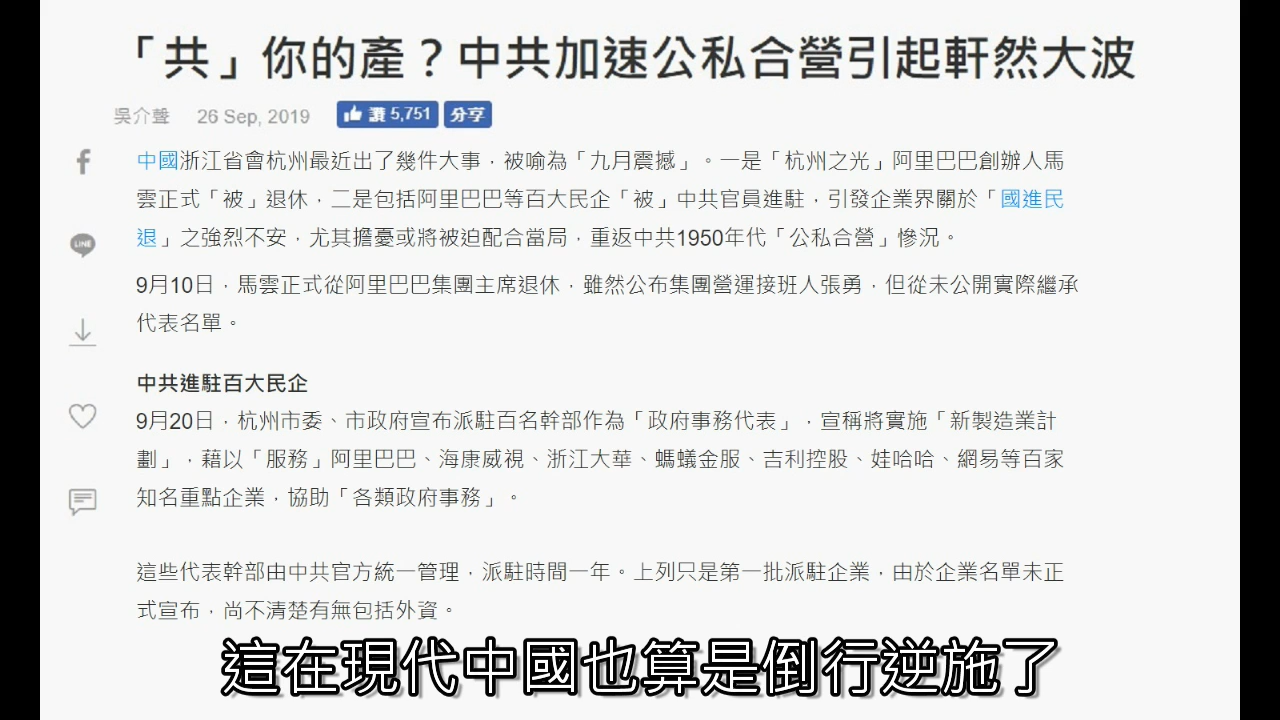 「共」你的產？中共加速公私合營引起軒然大波
吳介聲 26 Sep, 2019 讚 5,751 分享
中國浙江省會杭州最近出了幾件大事，被喻為「九月震撼」。一是「杭州之光」阿里巴巴創辦人馬
雲正式「被」退休，二是包括阿里巴巴等百大民企「被」中共官員進駐，引發企業界關於「國進民
退」之強烈不安，尤其擔憂或將被迫配合當局，重返中共1950年代「公私合營」慘況。
LINE
9月10日，馬雲正式從阿里巴巴集團主席退休，雖然公布集團營運接班人張勇，但從未公開實際繼承
代表名單。
中共進駐百大民企
9月20日，杭州市委、市政府宣布派駐百名幹部作為「政府事務代表」，宣稱將實施「新製造業計
劃」，藉以「服務」阿里巴巴、海康威視、浙江大華、螞蟻金服、吉利控股、娃哈哈、網易等百家
知名重點企業，協助「各類政府事務」。
這些代表幹部由中共官方統一管理，派駐時間一年。上列只是第一批派駐企業，由於企業名單未正
式宣布，尚不清楚有無包括外資。
這在現代中國也算是倒行逆施了